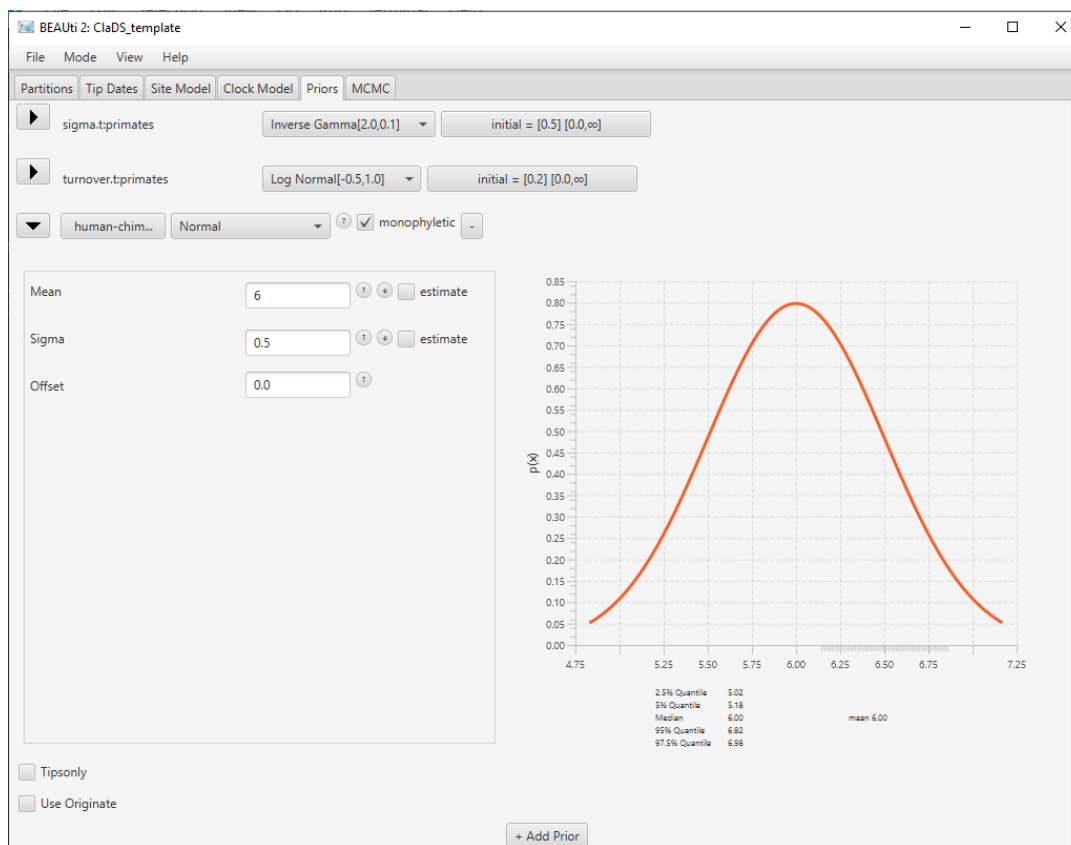 BEAUti 2: ClaDS_template
File Mode View Help
Partitions Tip Dates Site Model Clock Model Priors MCMC
sigma.t:primates Inverse Gamma[2.0,0.1] initial = [0.5] [0.0,∞]
turnover.t:primates Log Normal[-0.5,1.0] initial = [0.2] [0.0,∞]
human-chim... Normal ? monophyletic -
Mean 6 ? e estimate
Sigma 0.5 ? e estimate
Offset 0.0 ?
0.85
0.80
0.75
0.70
0.65
0.60
0.55
0.50
0.45
0.40
0.35
0.30
0.25
0.20
0.15
0.10
0.05
0.00
p(x)
4.75 5.25 5.50 5.75 6.00 6.25 6.50 6.75 7.25
2.5% Quantile 5.02
5% Quantile 5.18
Median 6.00 mean 6.00
95% Quantile 6.82
97.5% Quantile 6.98
Tipsonly
Use Originate
+ Add Prior